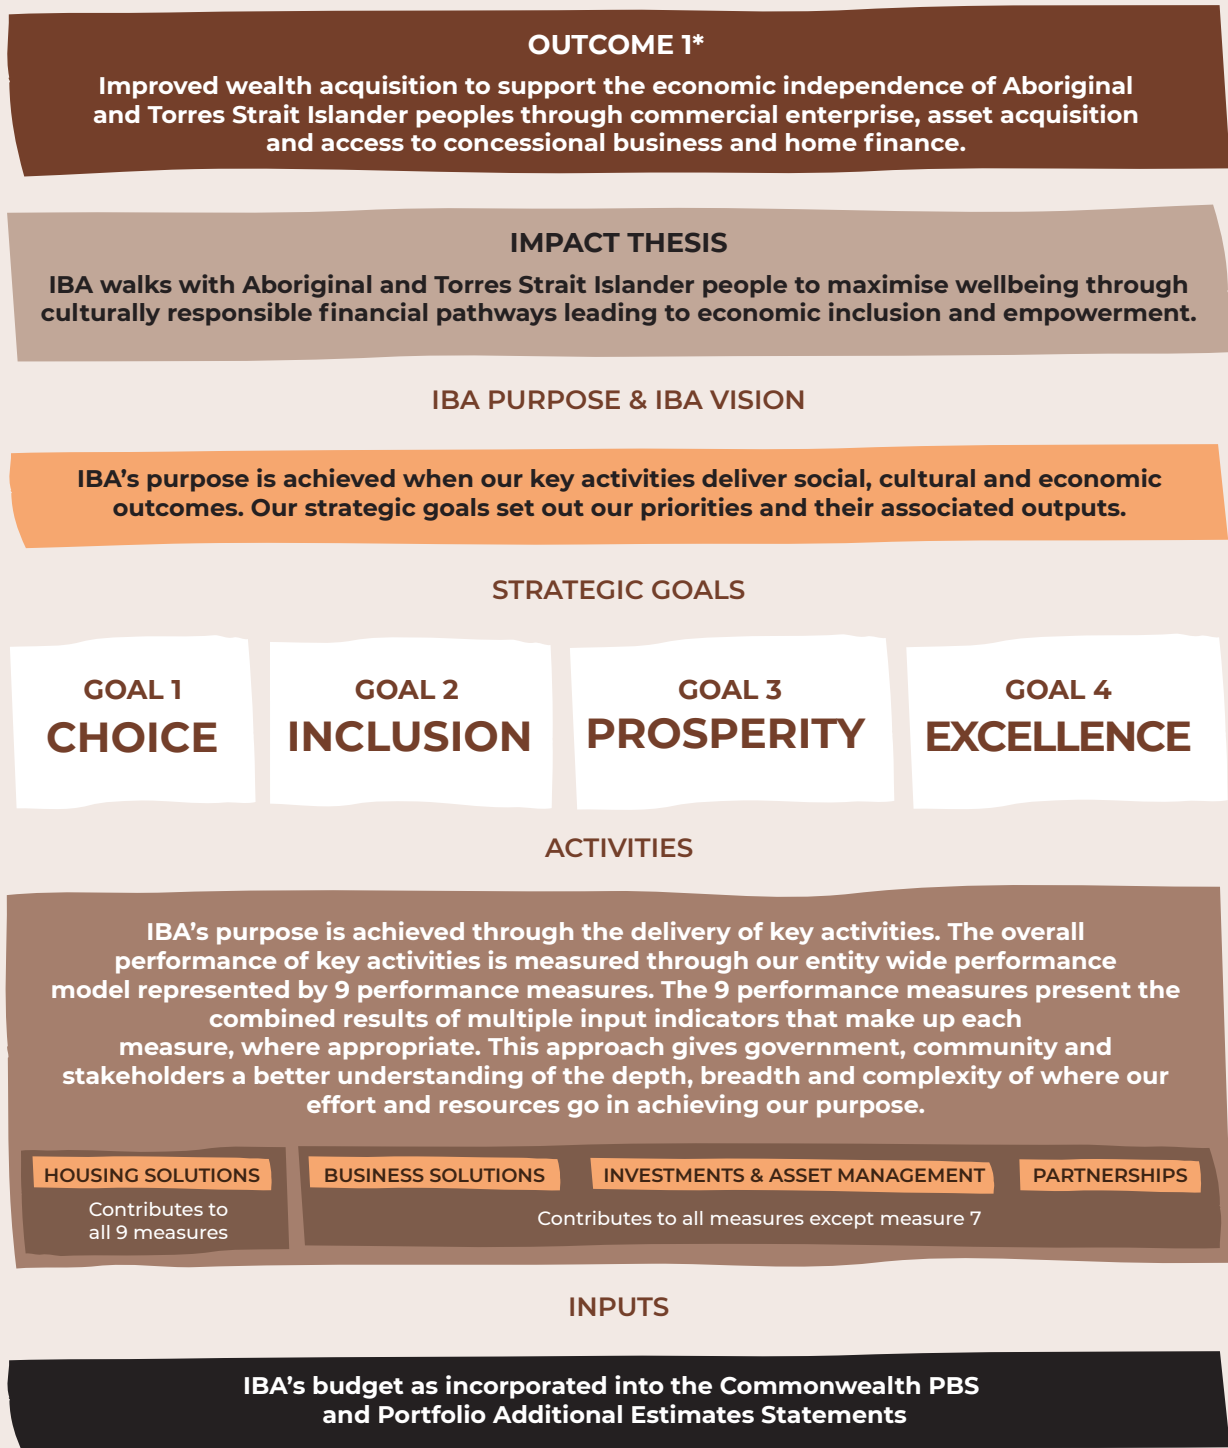 OUTCOME 1*
Improved wealth acquisition to support the economic independence of Aboriginal
and Torres Strait Islander peoples through commercial enterprise, asset acquisition
and access to concessional business and home finance.
IMPACT THESIS
IBA walks with Aboriginal and Torres Strait Islander people to maximise wellbeing through
culturally responsible financial pathways leading to economic inclusion and empowerment.
IBA PURPOSE & IBA VISION
IBA’s purpose is achieved when our key activities deliver social, cultural and economic
outcomes. Our strategic goals set out our priorities and their associated outputs.
STRATEGIC GOALS
GOAL 1
CHOICE
GOAL 2
INCLUSION
GOAL 3
PROSPERITY
GOAL 4
EXCELLENCE
ACTIVITIES
IBA’s purpose is achieved through the delivery of key activities. The overall
performance of key activities is measured through our entity wide performance
model represented by 9 performance measures. The 9 performance measures present the
combined results of multiple input indicators that make up each
measure, where appropriate. This approach gives government, community and
stakeholders a better understanding of the depth, breadth and complexity of where our
effort and resources go in achieving our purpose.
HOUSING SOLUTIONS
Contributes to
all 9 measures
BUSINESS SOLUTIONS
INVESTMENTS & ASSET MANAGEMENT
PARTNERSHIPS
Contributes to all measures except measure 7
INPUTS
IBA’s budget as incorporated into the Commonwealth PBS
and Portfolio Additional Estimates Statements